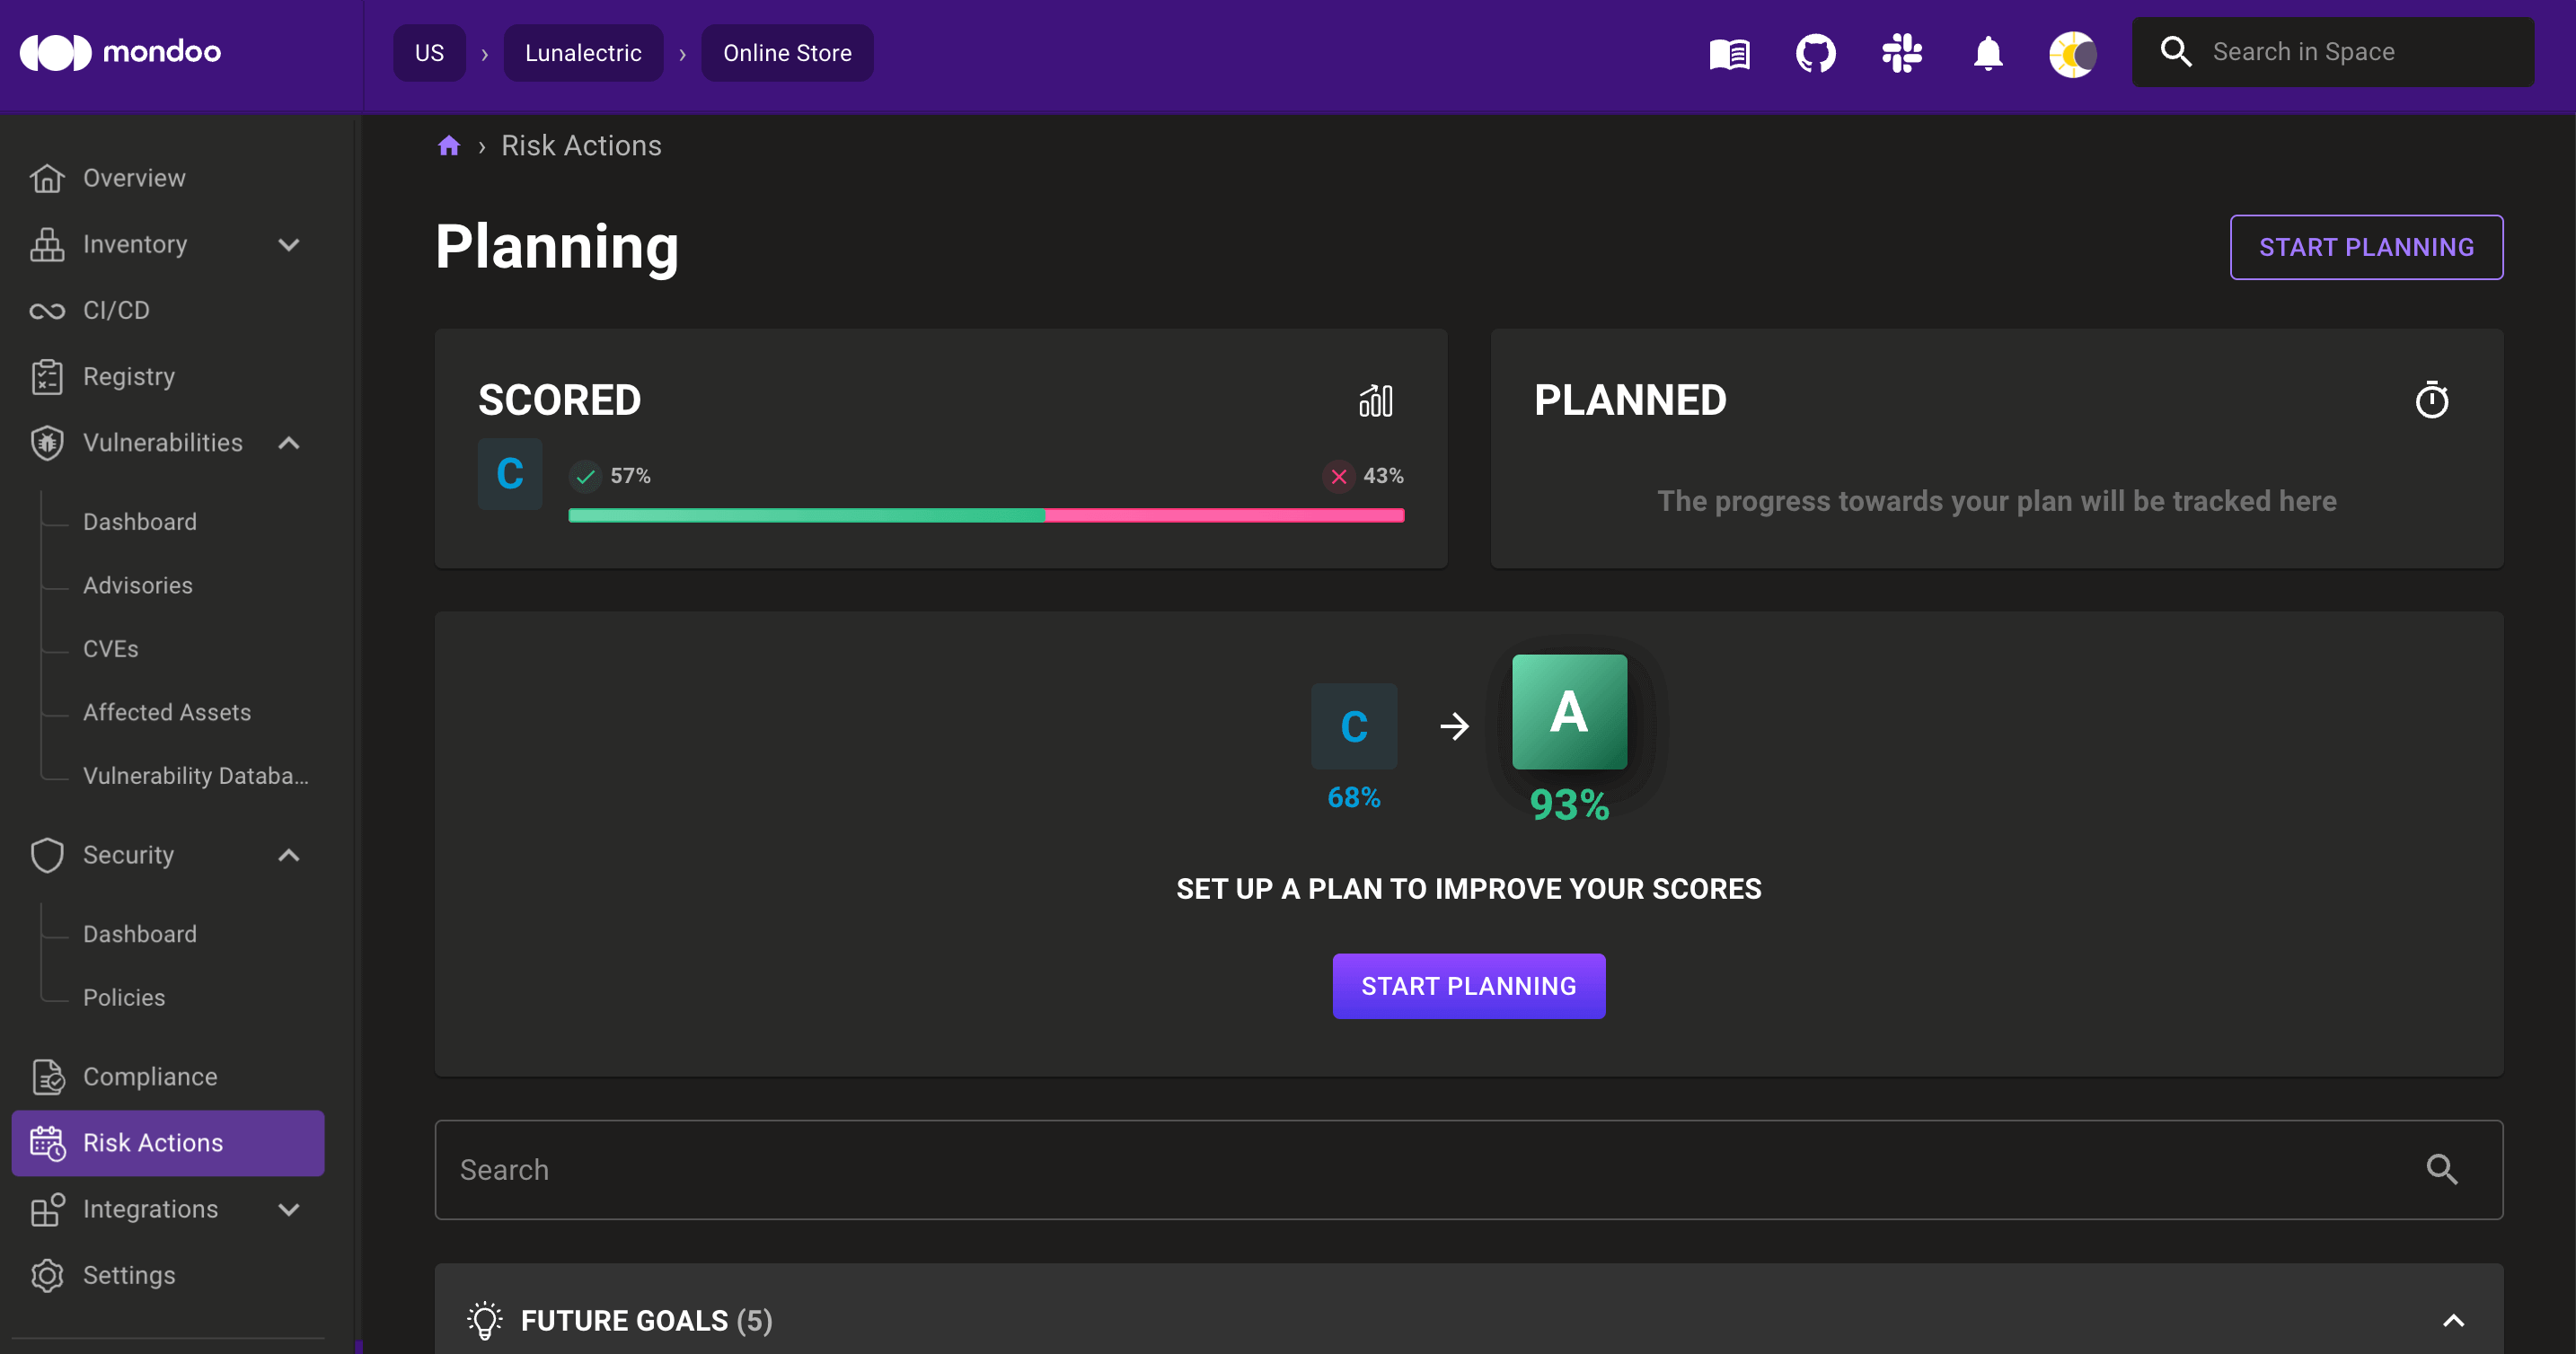 mondoo
US › Lunalectric › Online Store
Search in Space
Overview
Inventory
CI/CD
Registry
Vulnerabilities
Dashboard
Advisories
CVEs
Affected Assets
Vulnerability Databa...
Security
Dashboard
Policies
Compliance
Risk Actions
Integrations
Settings
› Risk Actions
Planning
START PLANNING
SCORED
C
57%
43%
PLANNED
The progress towards your plan will be tracked here
C
A
68%
93%
SET UP A PLAN TO IMPROVE YOUR SCORES
START PLANNING
Search
FUTURE GOALS (5)